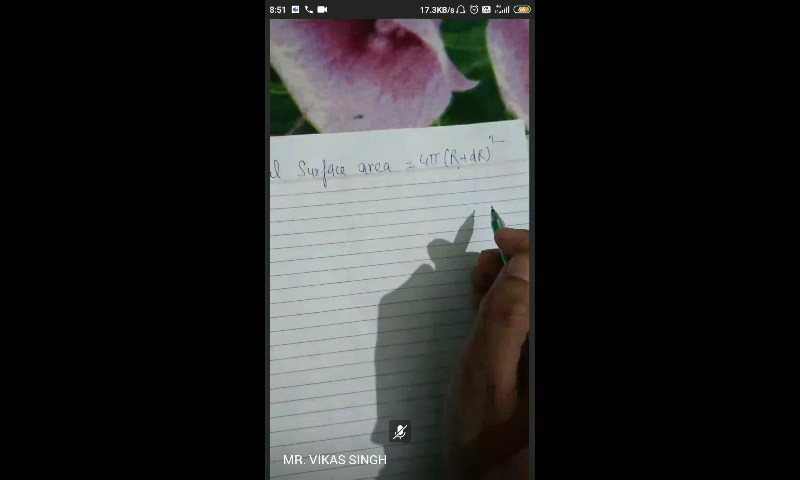 8:51 17.3KB/s
Surface area = 4π(R+dR)²
MR. VIKAS SINGH